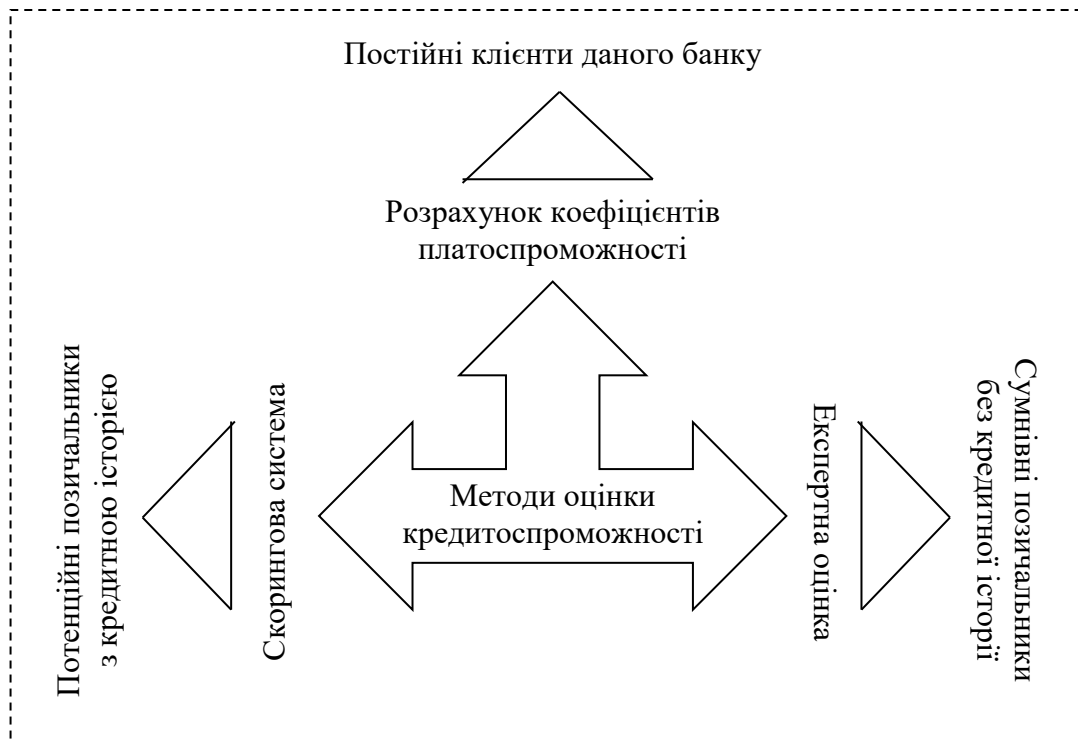 Постійні клієнти даного банку
Розрахунок коефіцієнтів
платоспроможності
Потенційні позичальники
з кредитною історією
Скорингова система
Методи оцінки
кредитоспроможності
Експертна оцінка
Сумнівні позичальники
без кредитної історії